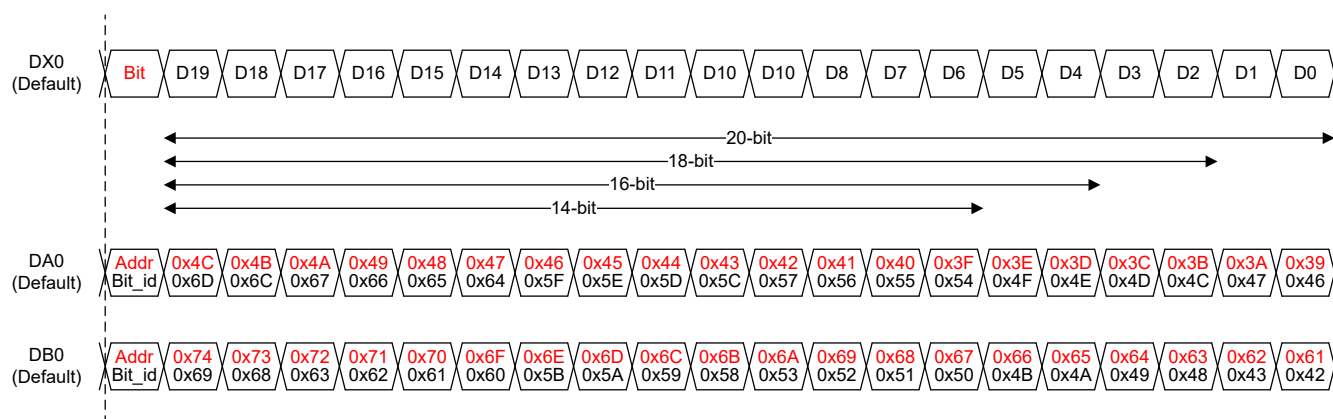 DX0
(Default)
Bit D19 D18 D17 D16 D15 D14 D13 D12 D11 D10 D10 D8 D7 D6 D5 D4 D3 D2 D1 D0
20-bit
18-bit
16-bit
14-bit
DA0
(Default)
Addr 0x4C 0x4B 0x4A 0x49 0x48 0x47 0x46 0x45 0x44 0x43 0x42 0x41 0x40 0x3F 0x3E 0x3D 0x3C 0x3B 0x3A 0x39
Bit_id 0x6D 0x6C 0x67 0x66 0x65 0x64 0x5F 0x5E 0x5D 0x5C 0x57 0x56 0x55 0x54 0x4F 0x4E 0x4D 0x4C 0x47 0x46
DB0
(Default)
Addr 0x74 0x73 0x72 0x71 0x70 0x6F 0x6E 0x6D 0x6C 0x6B 0x6A 0x69 0x68 0x67 0x66 0x65 0x64 0x63 0x62 0x61
Bit_id 0x69 0x68 0x63 0x62 0x61 0x60 0x5B 0x5A 0x59 0x58 0x53 0x52 0x51 0x50 0x4B 0x4A 0x49 0x48 0x43 0x42